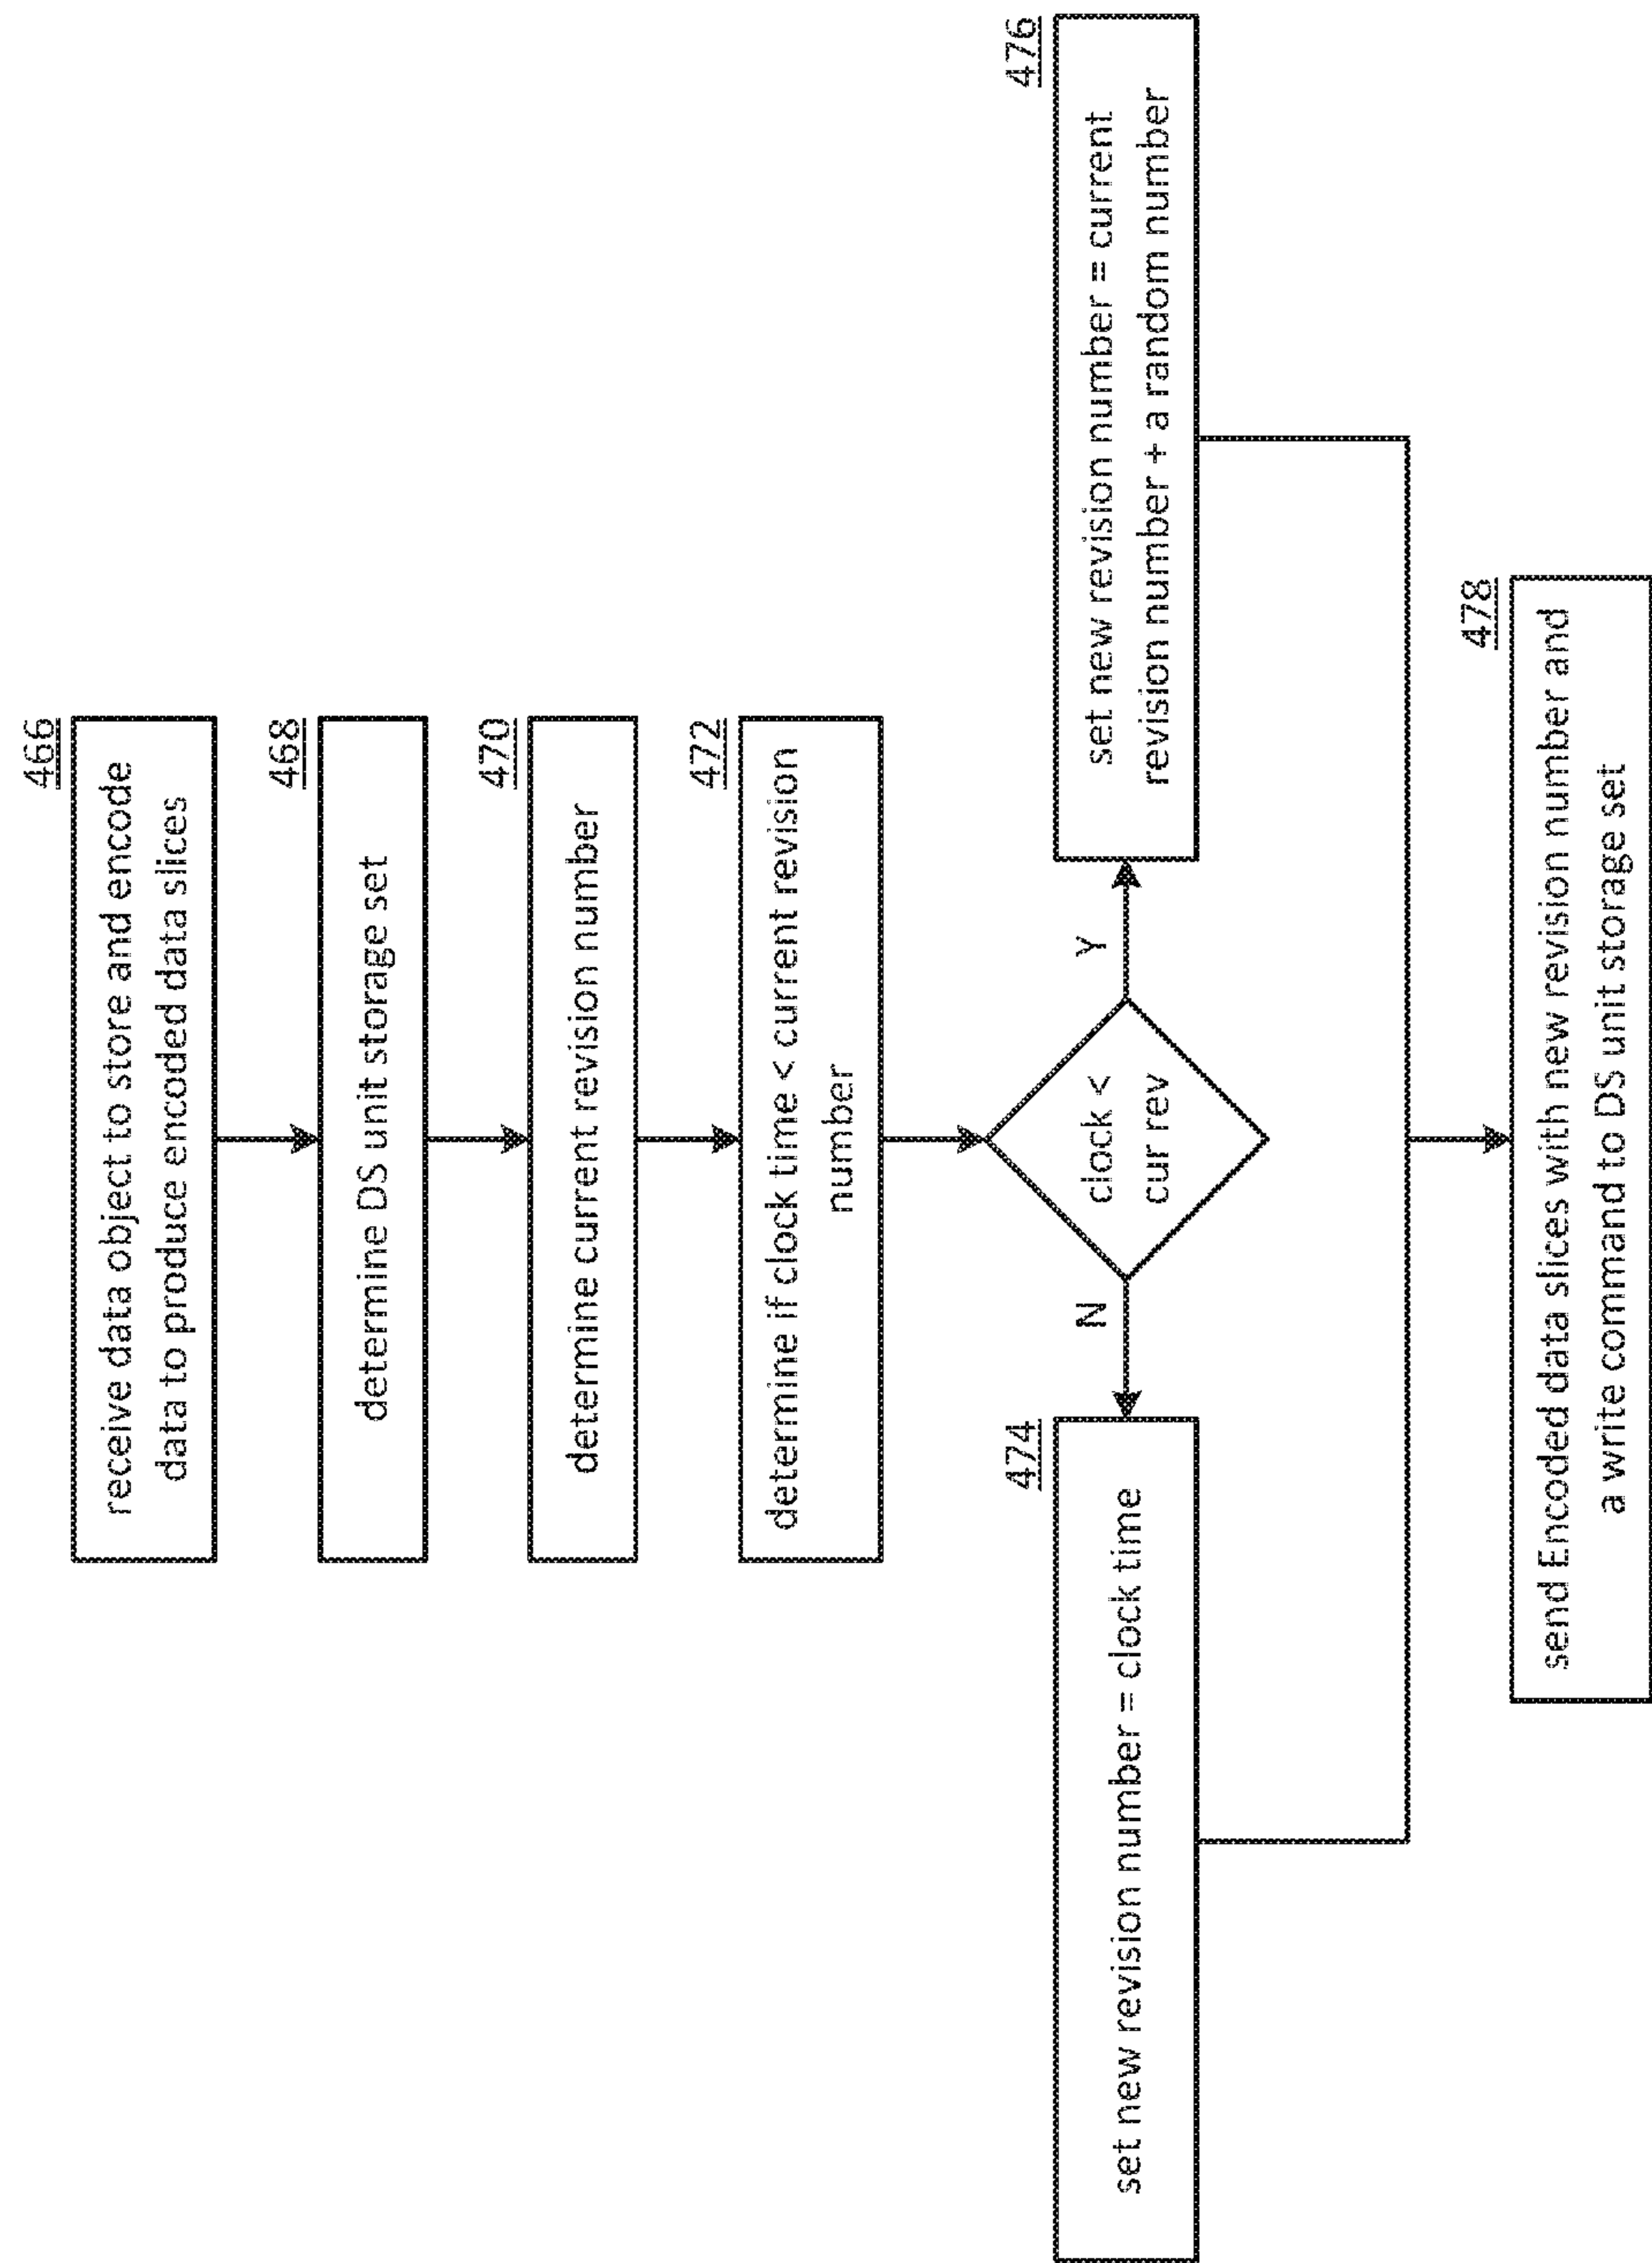 466
receive data object to store and encode
data to produce encoded data slices
468
determine DS unit storage set
470
determine current revision number
472
determine if clock time < current revision
number
clock <
cur rev
N
Y
474
set new revision number = clock time
476
set new revision number = current
revision number + a random number
478
send Encoded data slices with new revision number and
a write command to DS unit storage set